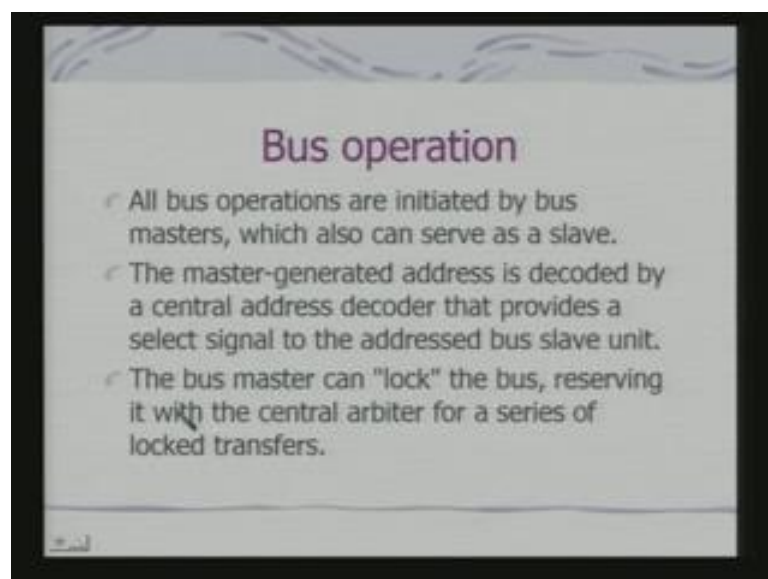 Bus operation
All bus operations are initiated by bus
masters, which also can serve as a slave.
The master-generated address is decoded by
a central address decoder that provides a
select signal to the addressed bus slave unit.
The bus master can "lock" the bus, reserving
it with the central arbiter for a series of
locked transfers.